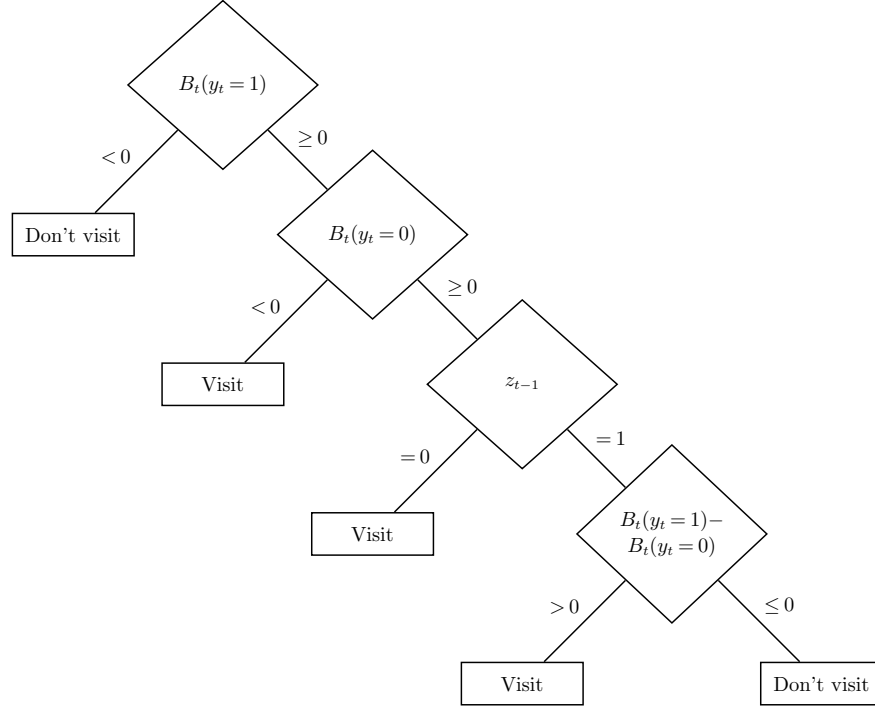 B_t(y_t = 1)
< 0
≥ 0
Don't visit
B_t(y_t = 0)
< 0
≥ 0
Visit
z_{t−1}
= 0
= 1
Visit
B_t(y_t = 1)−
B_t(y_t = 0)
> 0
≤ 0
Visit
Don't visit